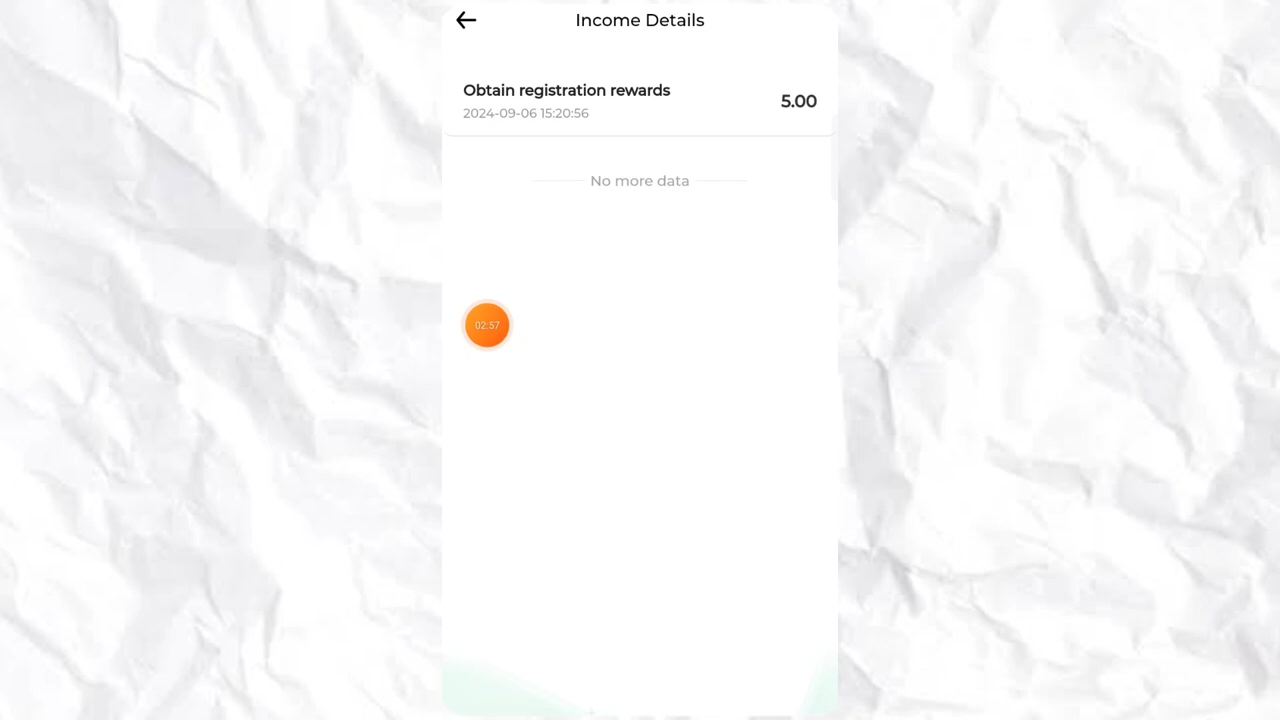 Income Details
Obtain registration rewards
2024-09-06 15:20:56
5.00
No more data
02:57